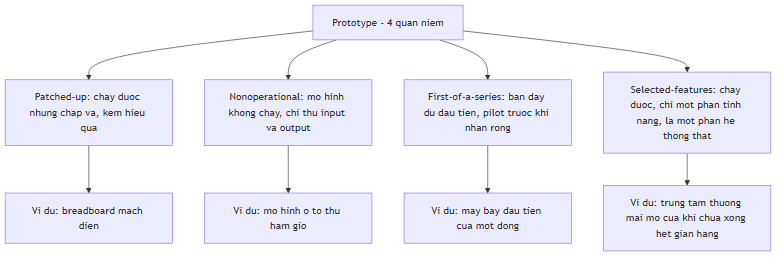 Prototype - 4 quan niem
Patched-up: chay duoc
nhung chap va, kem hieu
qua
Nonoperational: mo hinh
khong chay, chi thu input
va output
First-of-a-series: ban day
du dau tien, pilot truoc khi
nhan rong
Selected-features: chay
duoc, chi mot phan tinh
nang, la mot phan he
thong that
Vi du: breadboard mach
dien
Vi du: mo hinh o to thu
ham gio
Vi du: may bay dau tien
cua mot dong
Vi du: trung tam thuong
mai mo cua khi chua xong
het gian hang